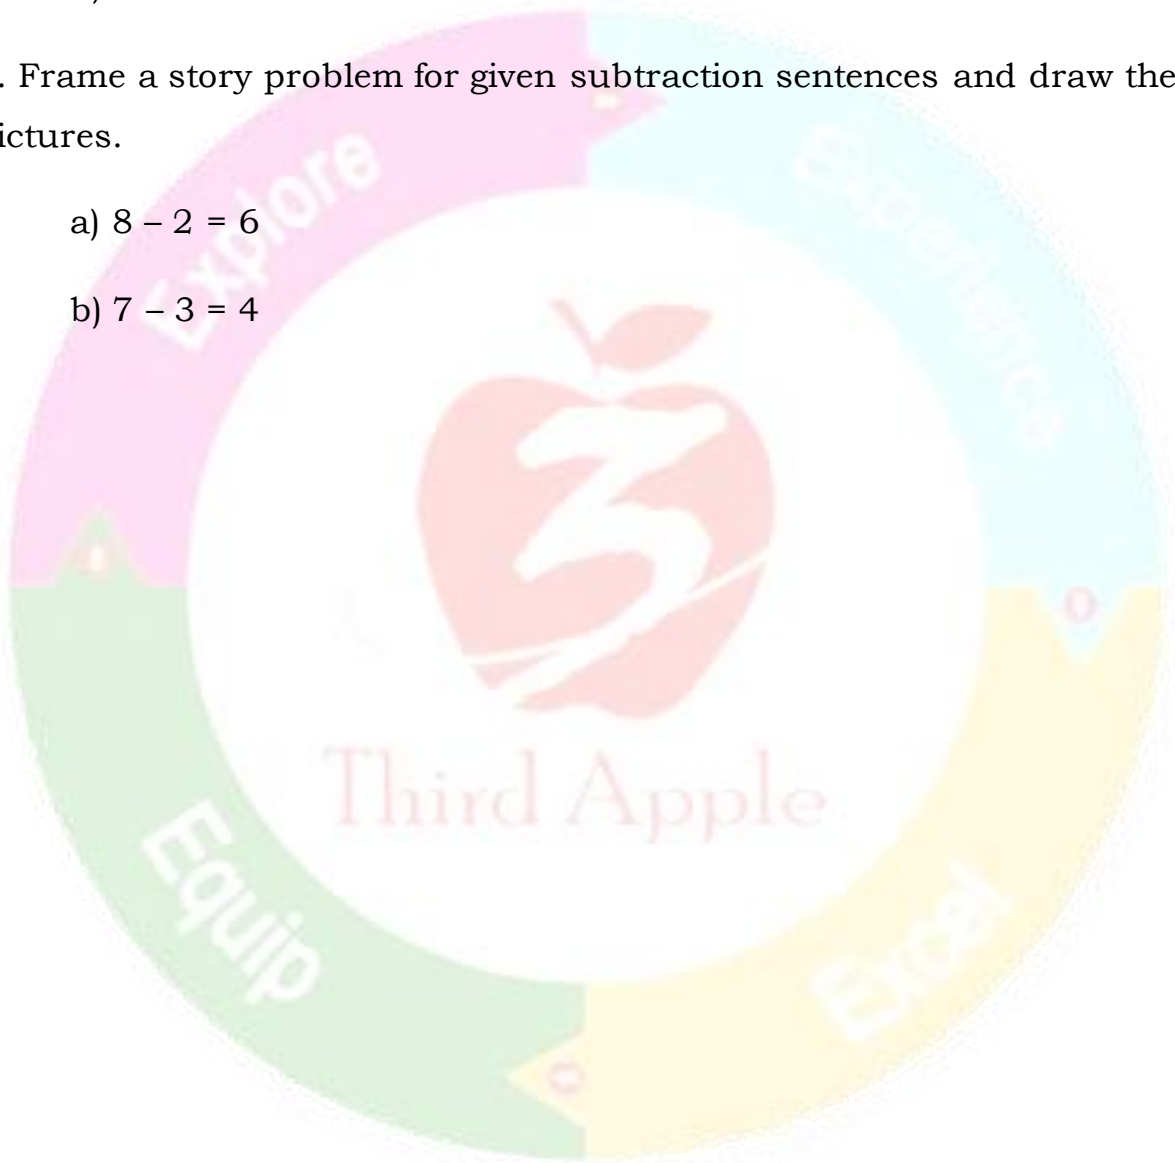 . Frame a story problem for given subtraction sentences and draw the
ictures.
a) 8 – 2 = 6
b) 7 – 3 = 4
Explore
Experience
3
Third Apple
Equip
Excel